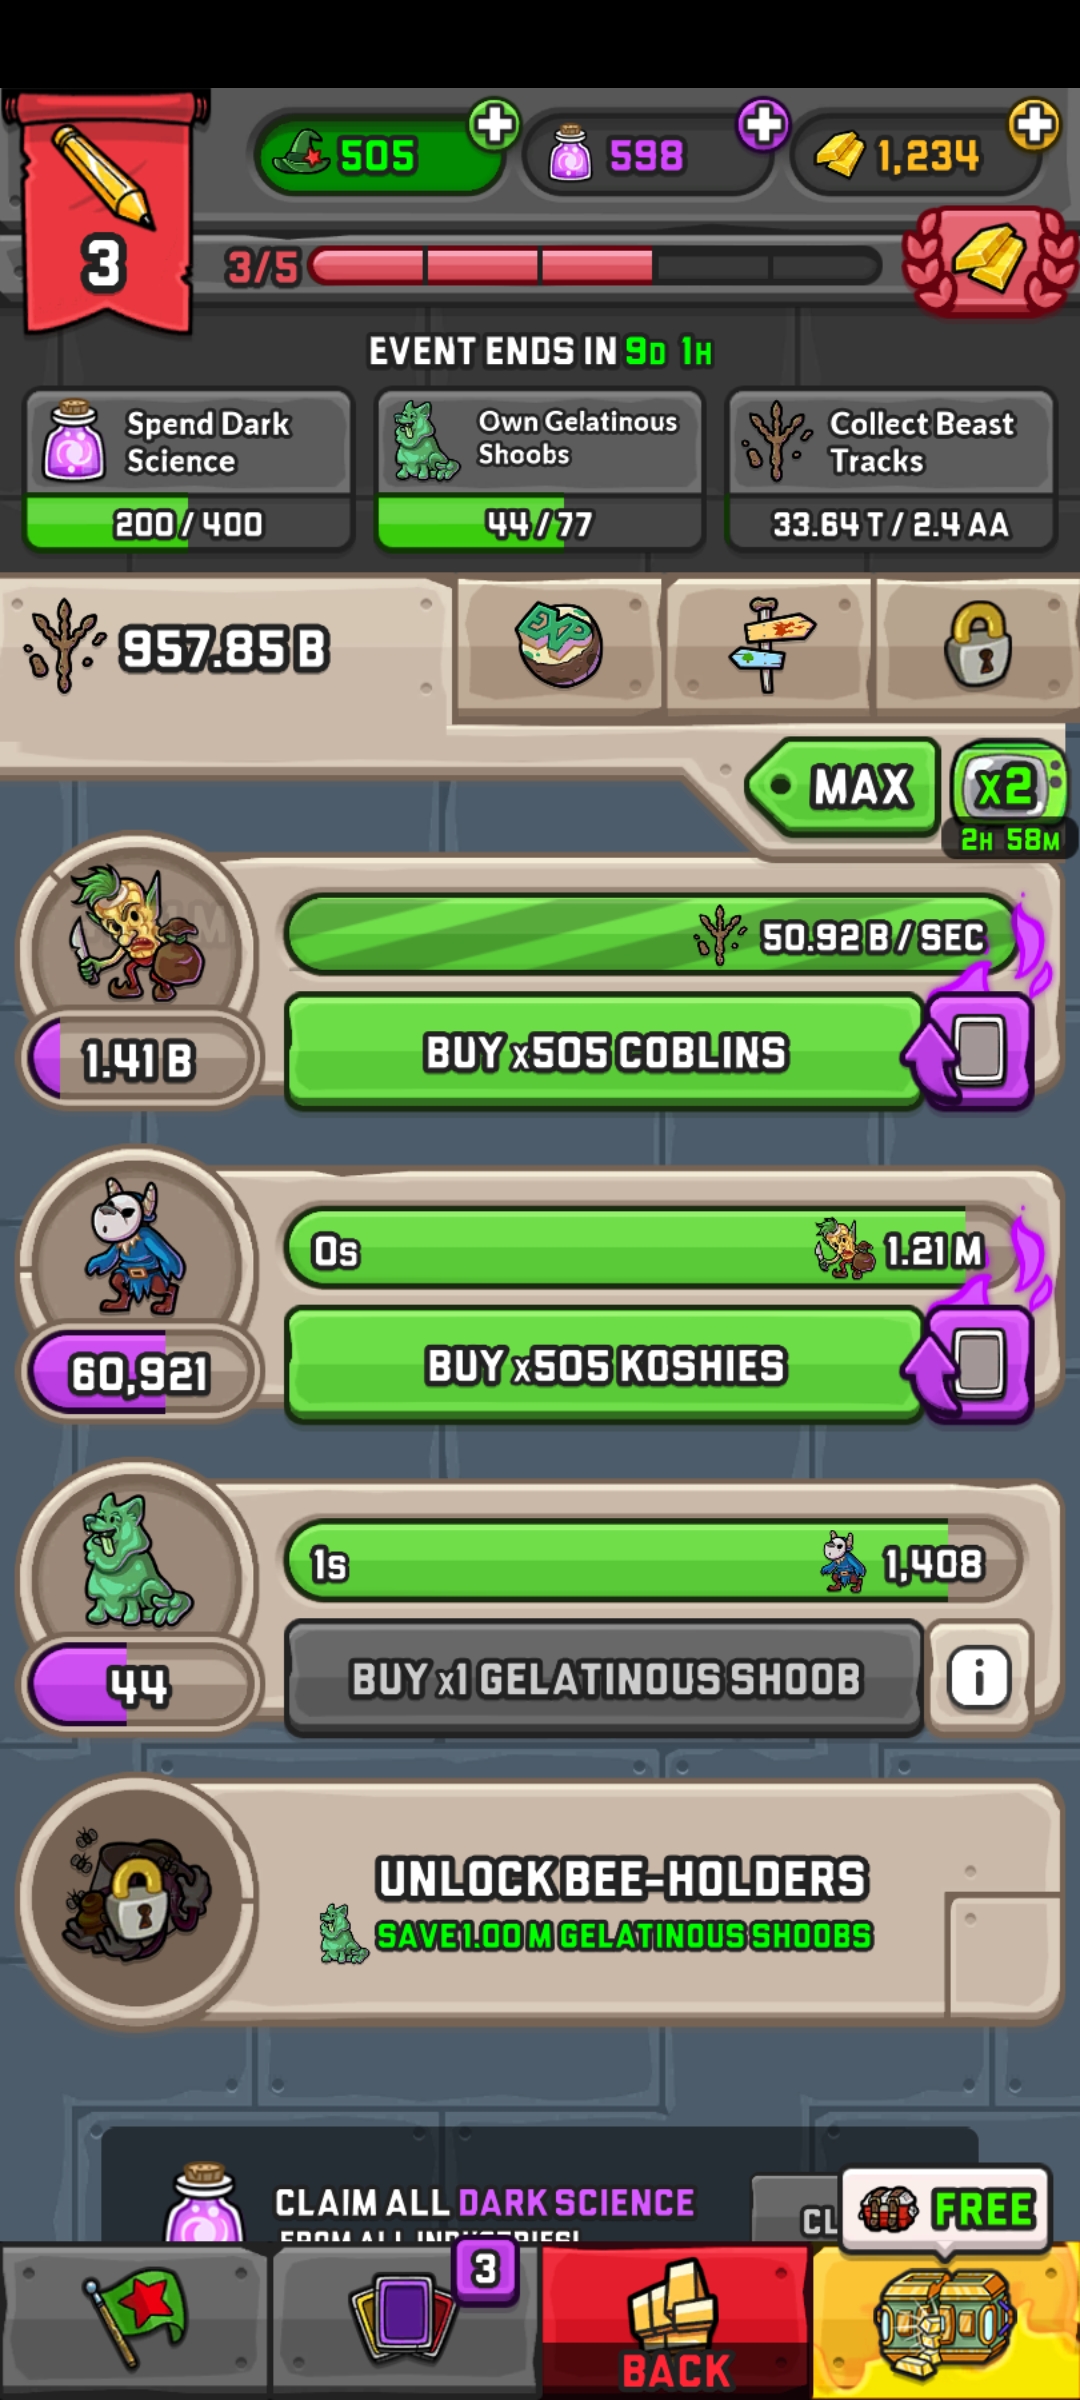 505
598
1,234
3
3/5
EVENT ENDS IN 9D 1H
Spend Dark
Science
200 / 400
Own Gelatinous
Shoobs
44 / 77
Collect Beast
Tracks
33.64 T / 2.4 AA
957.85 B
EXP
MAX
x2
2H 58M
50.92 B / SEC
1.41 B
BUY x505 COBLINS
0s
1.21 M
60,921
BUY x505 KOSHIES
1s
1,408
44
BUY x1 GELATINOUS SHOOB
i
UNLOCK BEE-HOLDERS
SAVE 1.00 M GELATINOUS SHOOBS
CLAIM ALL DARK SCIENCE
FROM ALL INDUSTRIES!
CL
FREE
3
BACK